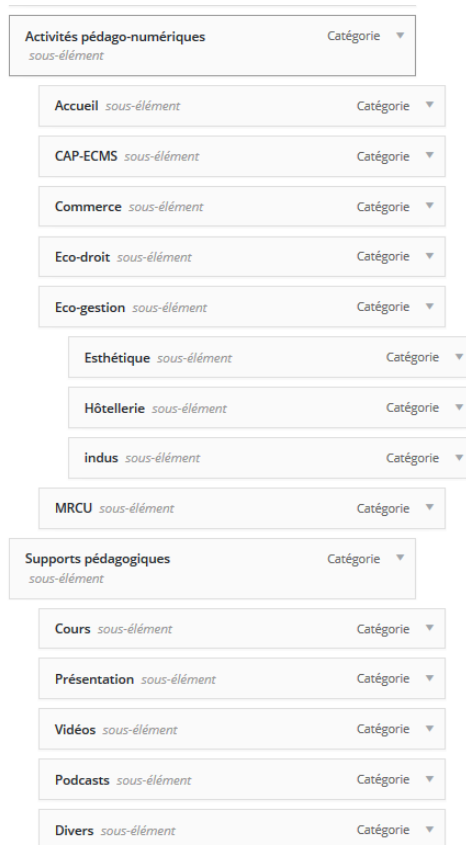 Activités pédago-numériques Catégorie
sous-élément
Accueil sous-élément Catégorie
CAP-ECMS sous-élément Catégorie
Commerce sous-élément Catégorie
Eco-droit sous-élément Catégorie
Eco-gestion sous-élément Catégorie
Esthétique sous-élément Catégorie
Hôtellerie sous-élément Catégorie
indus sous-élément Catégorie
MRCU sous-élément Catégorie
Supports pédagogiques Catégorie
sous-élément
Cours sous-élément Catégorie
Présentation sous-élément Catégorie
Vidéos sous-élément Catégorie
Podcasts sous-élément Catégorie
Divers sous-élément Catégorie